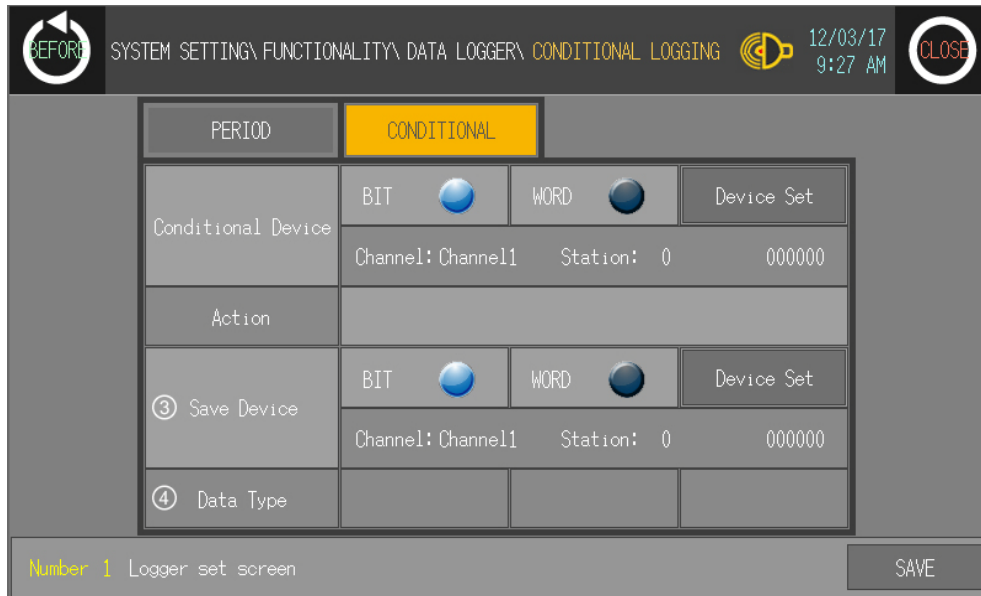 BEFORE SYSTEM SETTING\ FUNCTIONALITY\ DATA LOGGER\ CONDITIONAL LOGGING 12/03/17 CLOSE
9:27 AM
PERIOD CONDITIONAL
Conditional Device BIT WORD Device Set
Channel: Channel1 Station: 0 000000
Action
③ Save Device BIT WORD Device Set
Channel: Channel1 Station: 0 000000
④ Data Type
Number 1 Logger set screen SAVE